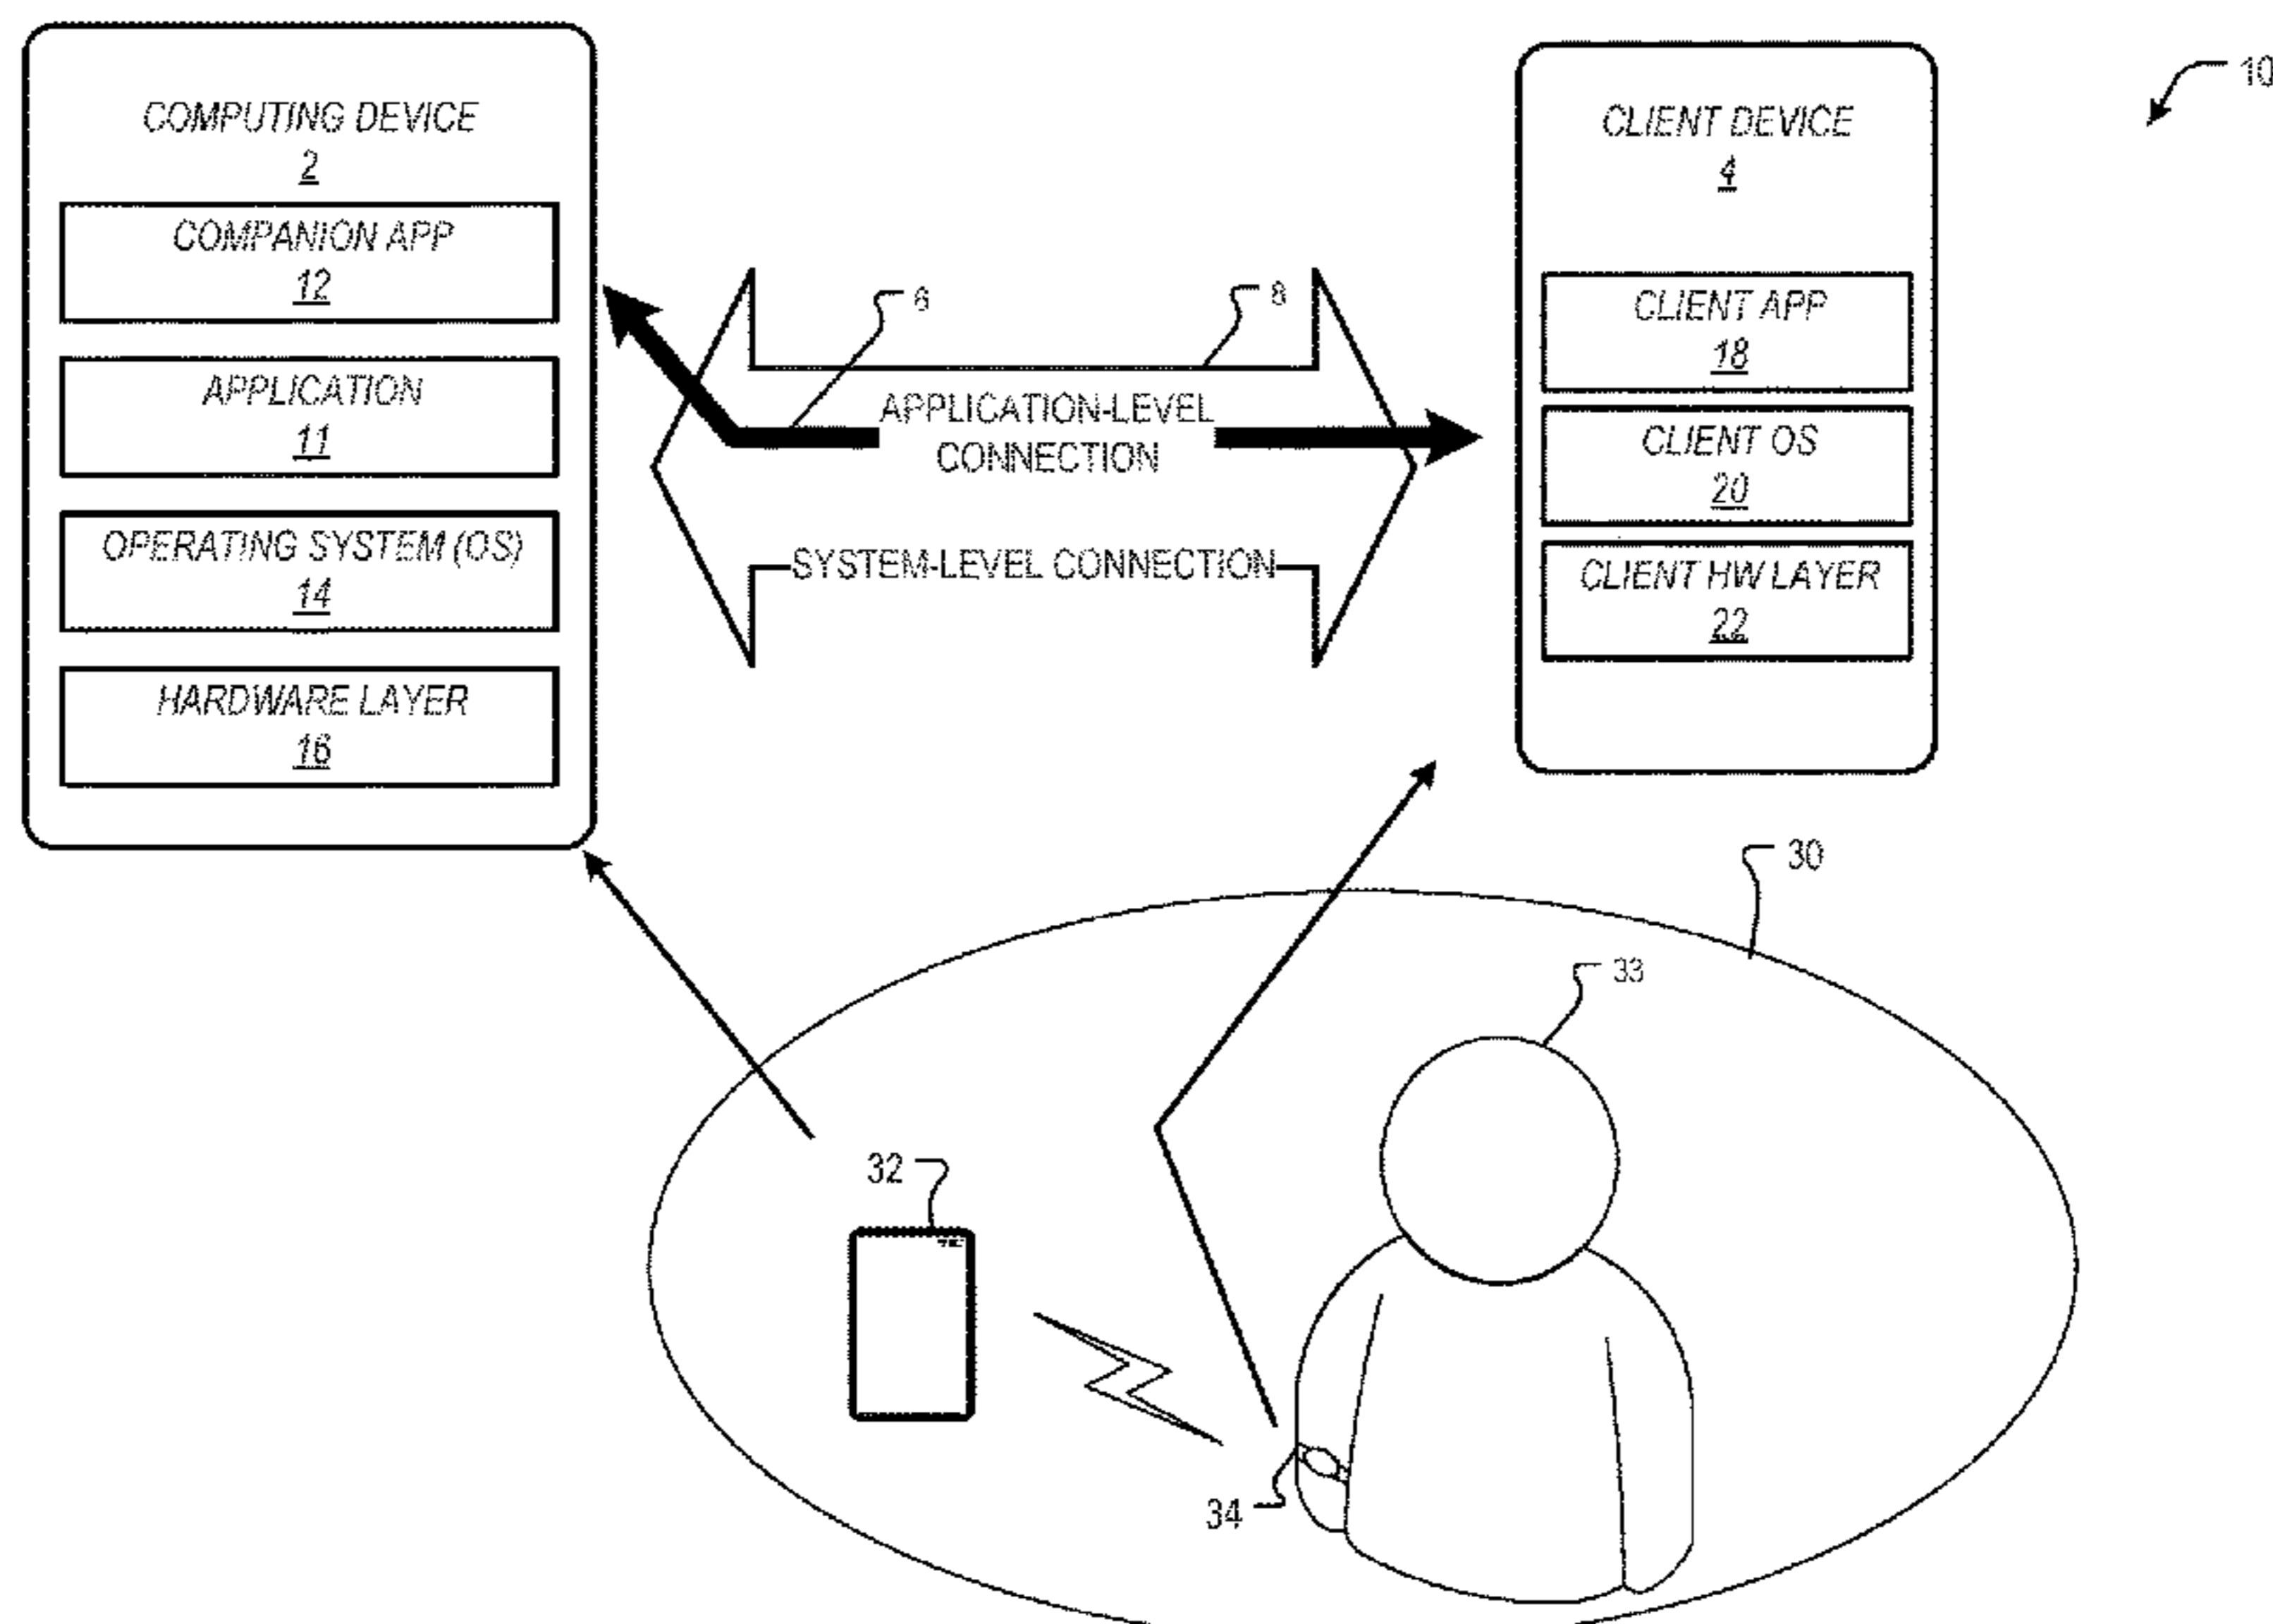 10
COMPUTING DEVICE
2
COMPANION APP
12
APPLICATION
11
OPERATING SYSTEM (OS)
14
HARDWARE LAYER
16
6
8
APPLICATION-LEVEL
CONNECTION
SYSTEM-LEVEL CONNECTION
CLIENT DEVICE
4
CLIENT APP
18
CLIENT OS
20
CLIENT HW LAYER
22
30
33
32
34